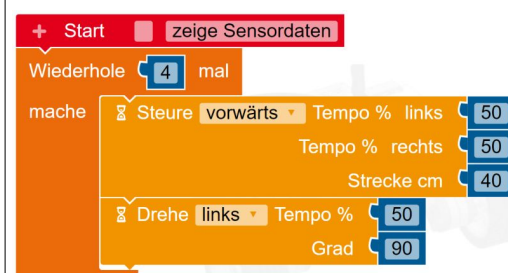 + Start zeige Sensordaten
Wiederhole 4 mal
mache Steure vorwärts Tempo % links 50
Tempo % rechts 50
Strecke cm 40
Drehe links Tempo % 50
Grad 90